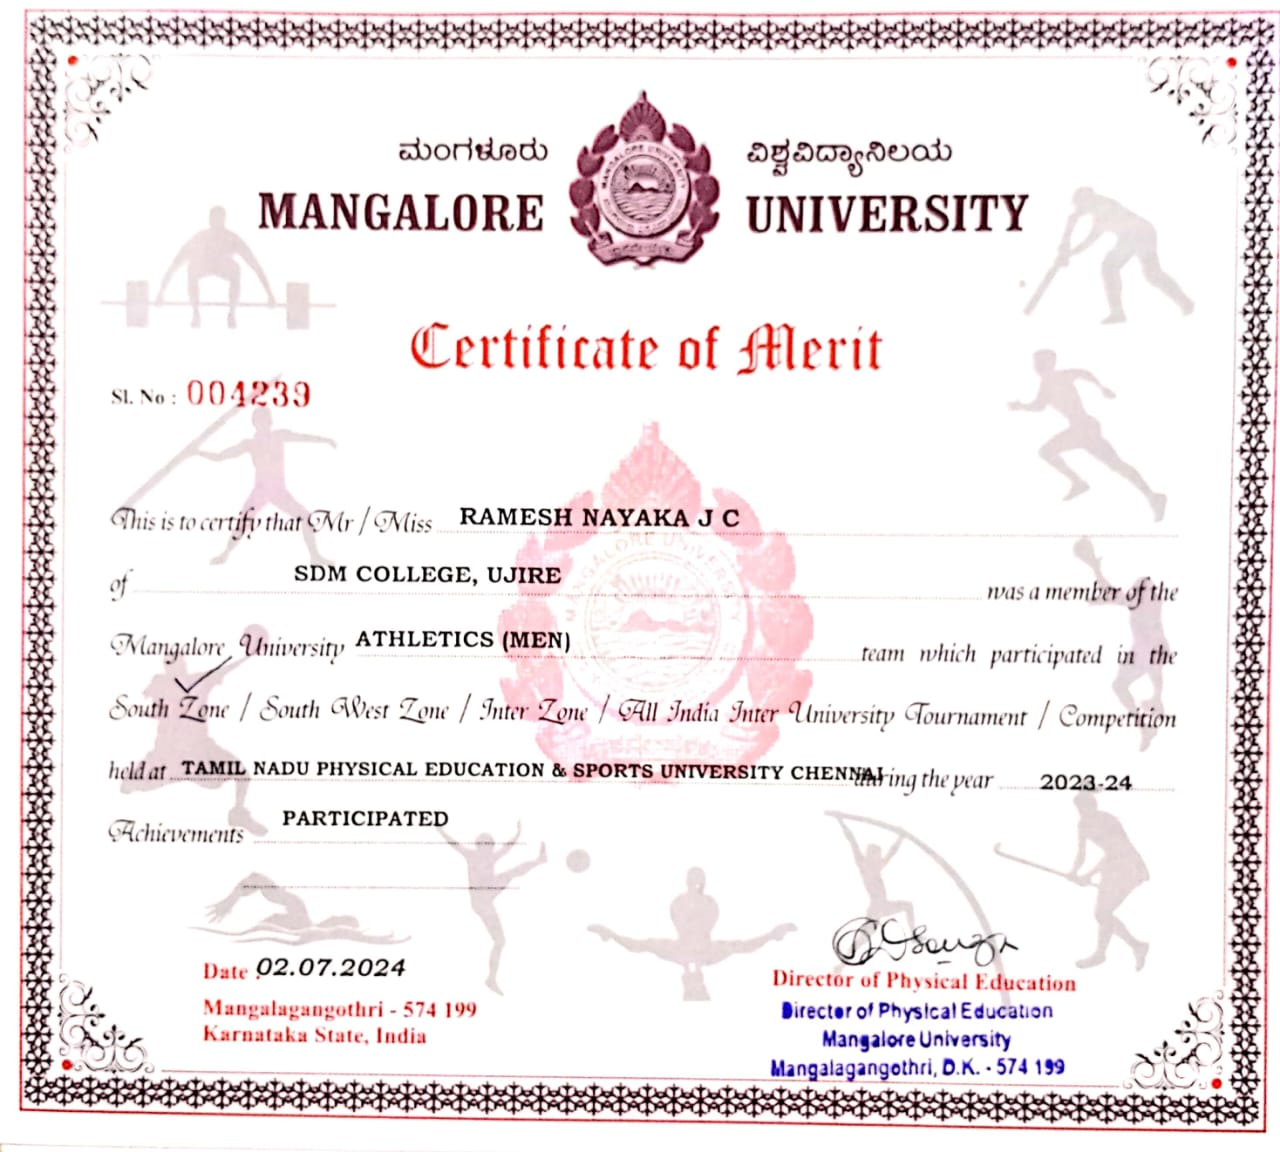 ಮಂಗಳೂರು ವಿಶ್ವವಿದ್ಯಾನಿಲಯ
MANGALORE UNIVERSITY
Certificate of Merit
Sl. No : 004239
This is to certify that Mr / Miss RAMESH NAYAKA J C
of SDM COLLEGE, UJIRE was a member of the
Mangalore University ATHLETICS (MEN) team which participated in the
South Zone / South West Zone / Inter Zone / All India Inter University Tournament / Competition
held at TAMIL NADU PHYSICAL EDUCATION & SPORTS UNIVERSITY CHENNAI during the year 2023-24
Achievements PARTICIPATED
Date 02.07.2024
Mangalagangothri - 574 199
Karnataka State, India
Director of Physical Education
Director of Physical Education
Mangalore University
Mangalagangothri, D.K. - 574 199